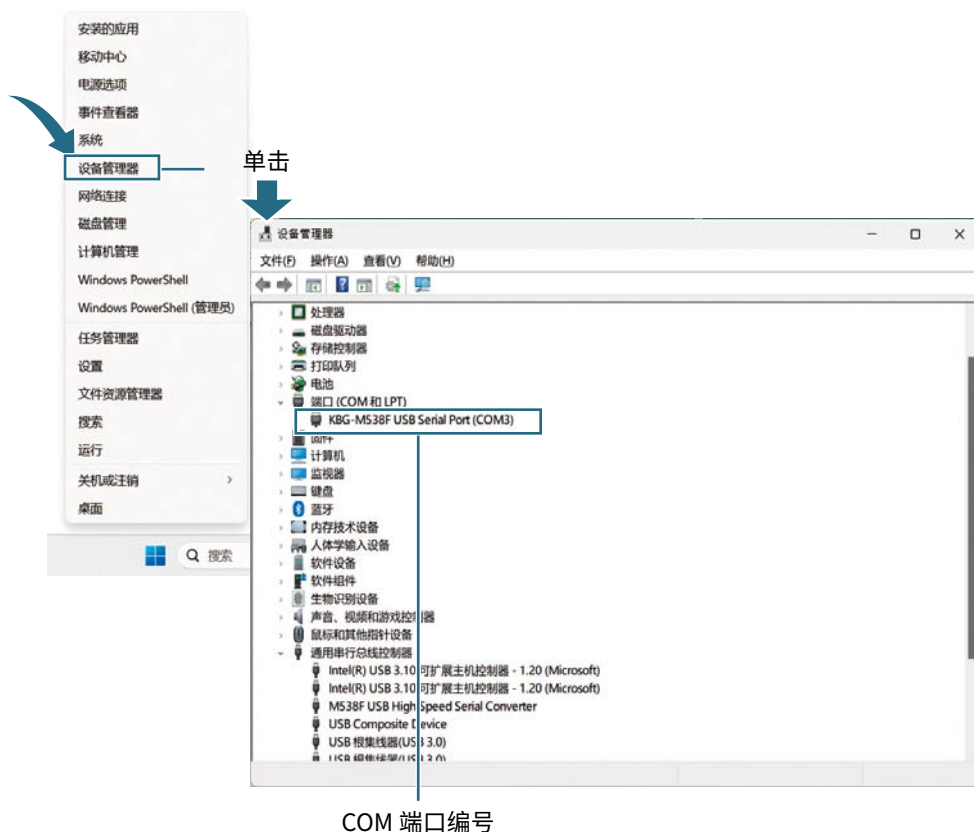 安装的应用
移动中心
电源选项
事件查看器
系统
设备管理器
网络连接
磁盘管理
计算机管理
Windows PowerShell
Windows PowerShell (管理员)
任务管理器
设置
文件资源管理器
搜索
运行
关机或注销
桌面
搜索
单击
设备管理器
文件(F) 操作(A) 查看(V) 帮助(H)
处理器
磁盘驱动器
存储控制器
打印队列
电池
端口 (COM 和 LPT)
KBG-M538F USB Serial Port (COM3)
固件
计算机
监视器
键盘
蓝牙
内存技术设备
人体学输入设备
软件设备
软件组件
生物识别设备
声音、视频和游戏控制器
鼠标和其他指针设备
通用串行总线控制器
Intel(R) USB 3.10 可扩展主机控制器 - 1.20 (Microsoft)
Intel(R) USB 3.10 可扩展主机控制器 - 1.20 (Microsoft)
M538F USB High Speed Serial Converter
USB Composite Device
USB 根集线器(USB 3.0)
USB 根集线器(USB 3.0)
COM 端口编号